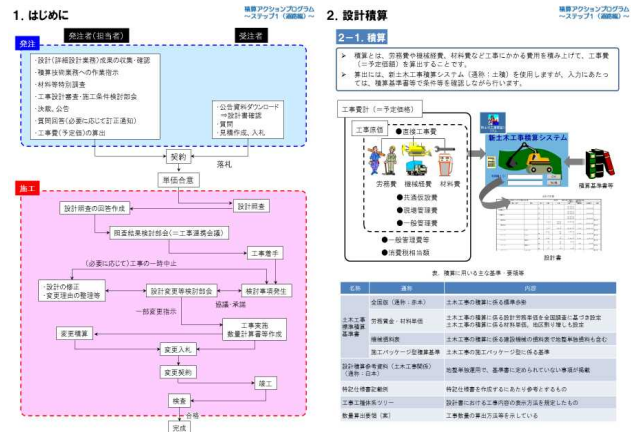 1. はじめに
積算アクションプログラム
～ステップ1（道路編）～
発注者(担当者)
受注者
発注
・設計(詳細設計業務)成果の収集・確認
・積算技術業務への作業指示
・材料等特別調査
・工事設計審査・施工条件検討部会
・決裁、公告
・質問回答(必要に応じて訂正通知)
・工事費(予定価)の算出
・公告資料ダウンロード
⇒設計書確認
・質問
・見積作成、入札
契約
落札
単価合意
施工
設計照査の回答作成
設計照査
照査結果検討部会(＝工事連携会議)
工事着手
(必要に応じて)工事の一時中止
・設計の修正
・変更理由の整理等
設計変更等検討部会
検討事項発生
協議・承諾
一部変更指示
工事実施
数量計算書等作成
変更積算
変更入札
変更契約
竣工
検査
合格
完成
2. 設計積算
積算アクションプログラム
～ステップ1（道路編）～
2－1. 積算
➢ 積算とは、労務費や機械経費、材料費など工事にかかる費用を積み上げて、工事費
（＝予定価額）を算出することです。
➢ 算出には、新土木工事積算システム（通称：土積）を使用しますが、入力にあたっ
ては、積算基準書等で条件等を確認しながら行います。
工事費計（＝予定価格）
工事原価
●直接工事費
労務費
機械経費
材料費
●共通仮設費
●現場管理費
●一般管理費
●一般管理費等
●消費税相当額
新土木工事積算システム
積算基準書等
設計書
表. 積算に用いる主な基準・要領等
名称
通称
内容
土木工事
標準積算
基準書
全国版（通称：赤本）
土木工事の積算に係る標準歩掛
労務賃金・材料単価
土木工事の積算に係る設計労務単価を全国調査に基づき設定
土木工事の積算に係る材料単価。地区割り増しも設定
機械損料表
土木工事の積算に係る建設機械の損料表で地整単独損料も含む
施工パッケージ型積算基準
土木工事の施工パッケージ型に係る基準
設計積算参考資料（土木工事関係）
（通称：白本）
地整単独運用で、基準書に定められていない事項が掲載
特記仕様書記載例
特記仕様書を作成するにあたり参考とするもの
工事工種体系ツリー
設計書における工事内容の表示方法を規定したもの
数量算出要領（案）
工事数量の算出方法等を示している